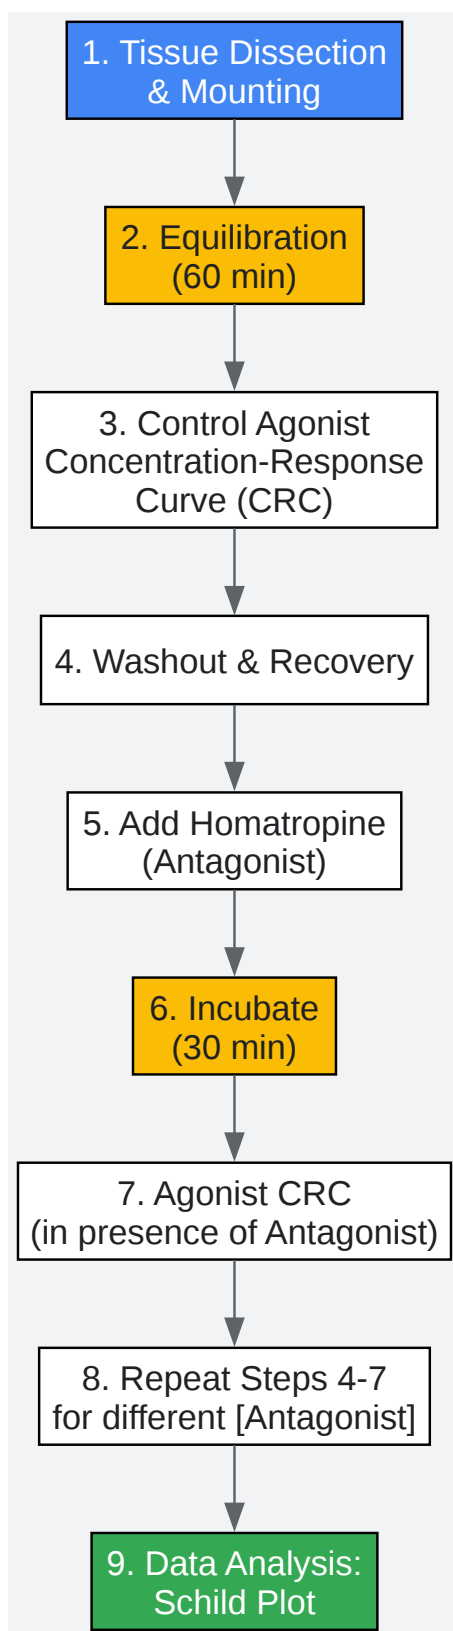 1. Tissue Dissection
& Mounting
2. Equilibration
(60 min)
3. Control Agonist
Concentration-Response
Curve (CRC)
4. Washout & Recovery
5. Add Homatropine
(Antagonist)
6. Incubate
(30 min)
7. Agonist CRC
(in presence of Antagonist)
8. Repeat Steps 4-7
for different [Antagonist]
9. Data Analysis:
Schild Plot